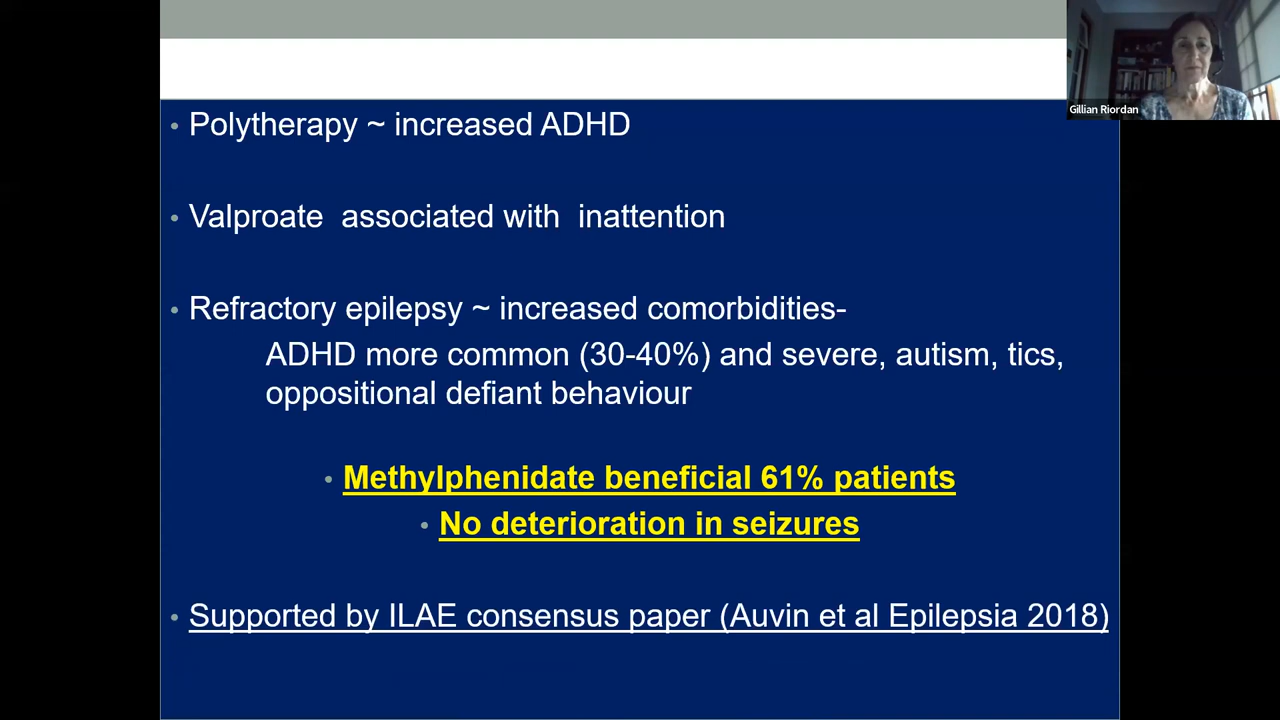 Gillian Riordan
• Polytherapy ~ increased ADHD
• Valproate associated with inattention
• Refractory epilepsy ~ increased comorbidities-
ADHD more common (30-40%) and severe, autism, tics,
oppositional defiant behaviour
• Methylphenidate beneficial 61% patients
• No deterioration in seizures
• Supported by ILAE consensus paper (Auvin et al Epilepsia 2018)